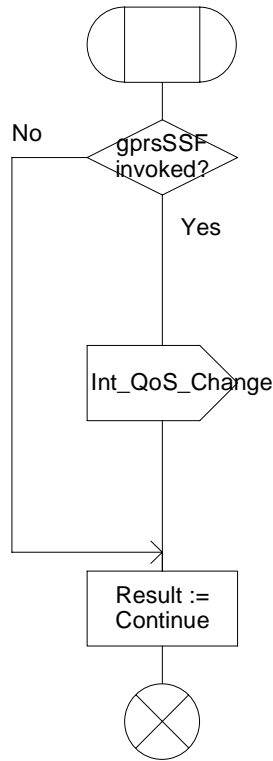 No
gprsSSF
invoked?
Yes
Int_QoS_Change
Result :=
Continue